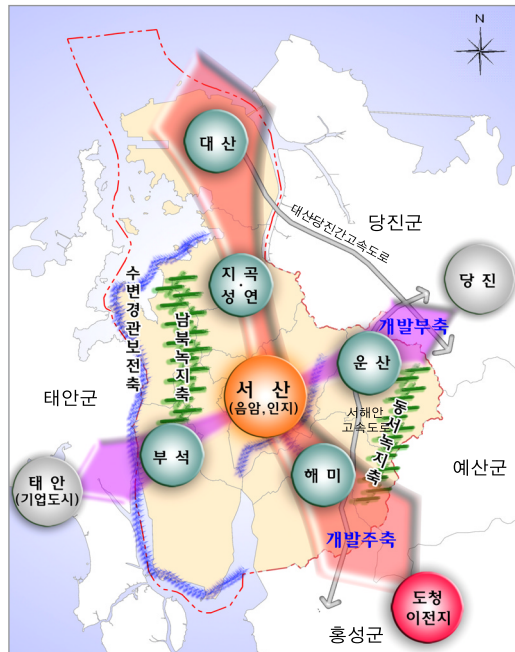 N
대산
당진군
대산당진간고속도로
지곡
·
성연
당진
수변경관보전축
남북녹지축
개발부축
운산
서산
(음암,인지)
태안군
서해안
고속도로
동서녹지축
부석
해미
예산군
태안
(기업도시)
개발주축
도청
이전지
홍성군